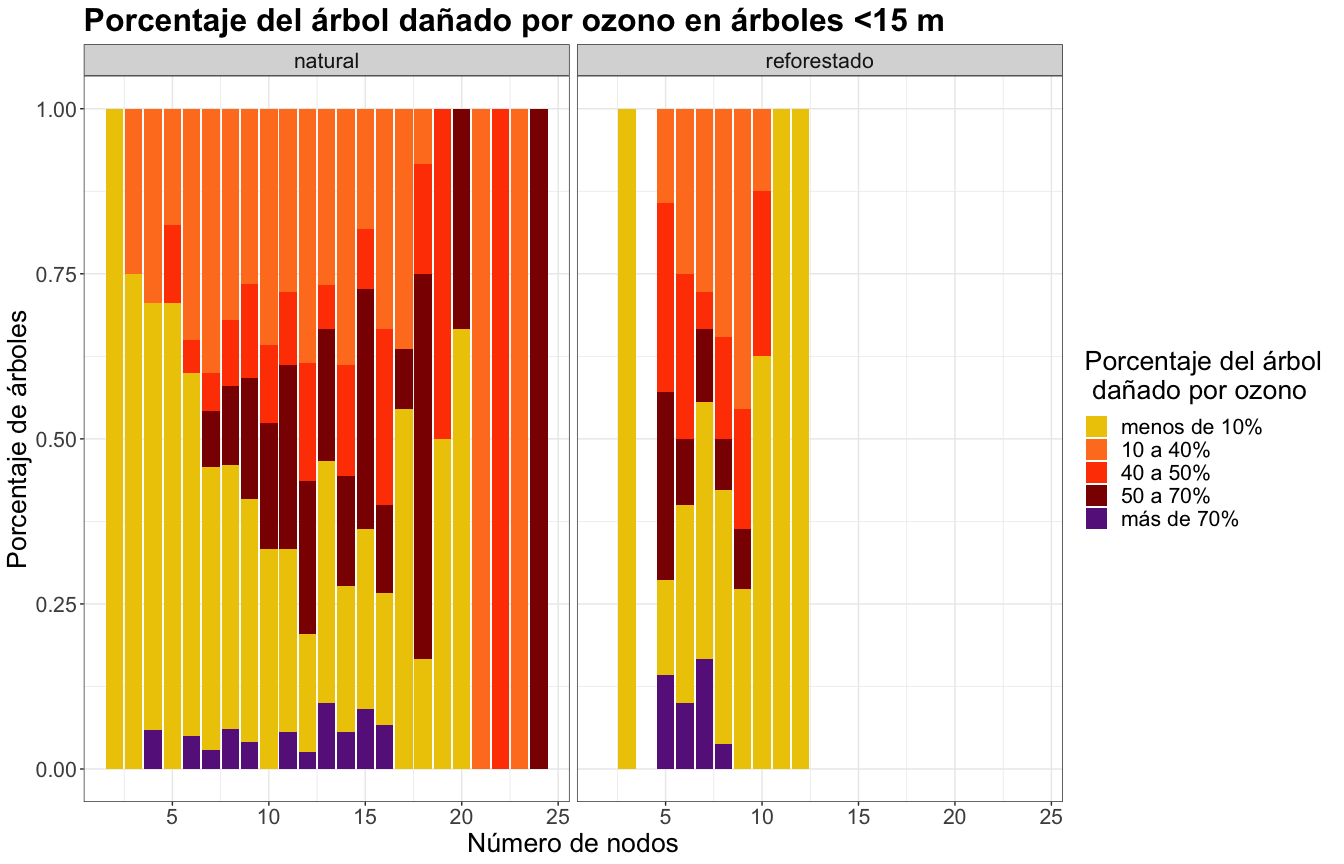 Porcentaje del árbol dañado por ozono en árboles <15 m
natural
reforestado
1.00
0.75
0.50
0.25
0.00
Porcentaje de árboles
5 10 15 20 25
5 10 15 20 25
Número de nodos
Porcentaje del árbol
dañado por ozono
menos de 10%
10 a 40%
40 a 50%
50 a 70%
más de 70%